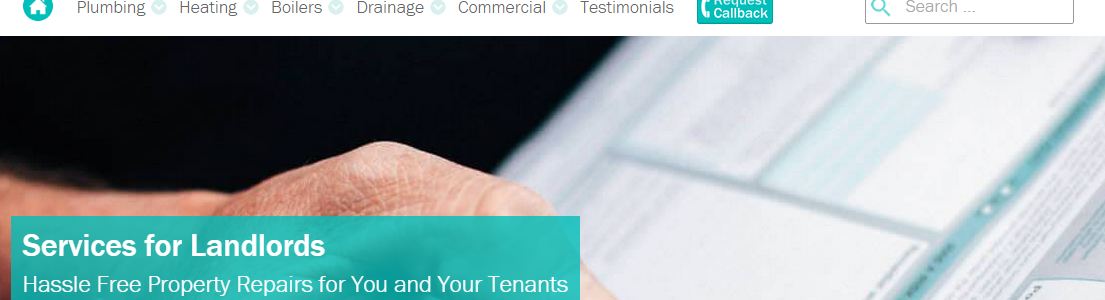 Plumbing Heating Boilers Drainage Commercial Testimonials Request Callback Search ...
Services for Landlords
Hassle Free Property Repairs for You and Your Tenants